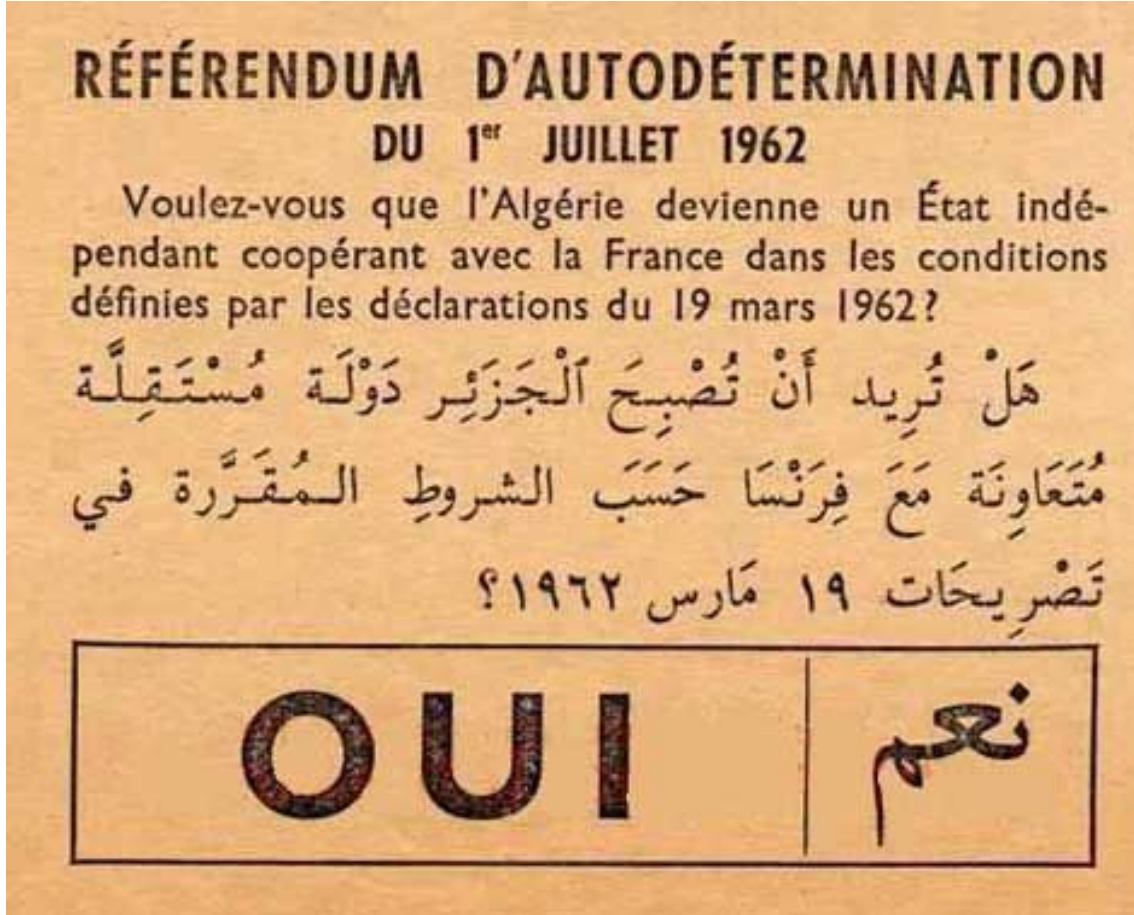 RÉFÉRENDUM D'AUTODÉTERMINATION
DU 1er JUILLET 1962
Voulez-vous que l'Algérie devienne un État indé-
pendant coopérant avec la France dans les conditions
définies par les déclarations du 19 mars 1962?
هَلْ تُرِيد أَنْ تُصْبِحَ ٱلْجَزَئِر دَوْلَة مُسْتَقِلَّة
مُتَعَاوِنَة مَعَ فِرَنْسَا حَسَبَ الشروطِ المُقَرَّرة في
تَصْرِيحَات ١٩ مَارس ١٩٦٢؟
OUI نعم